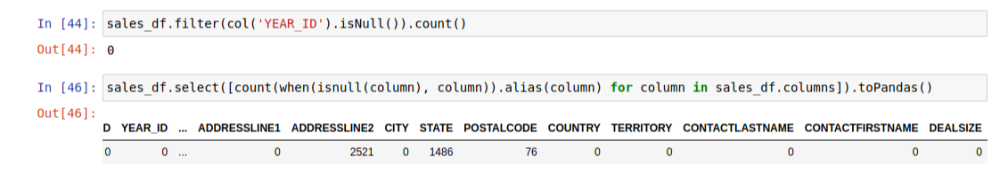 In [44]: sales_df.filter(col('YEAR_ID').isNull()).count()
Out[44]: 0
In [46]: sales_df.select([count(when(isnull(column), column)).alias(column) for column in sales_df.columns]).toPandas()
Out[46]:
D YEAR_ID ... ADDRESSLINE1 ADDRESSLINE2 CITY STATE POSTALCODE COUNTRY TERRITORY CONTACTLASTNAME CONTACTFIRSTNAME DEALSIZE
0 0 ... 0 2521 0 1486 76 0 0 0 0 0